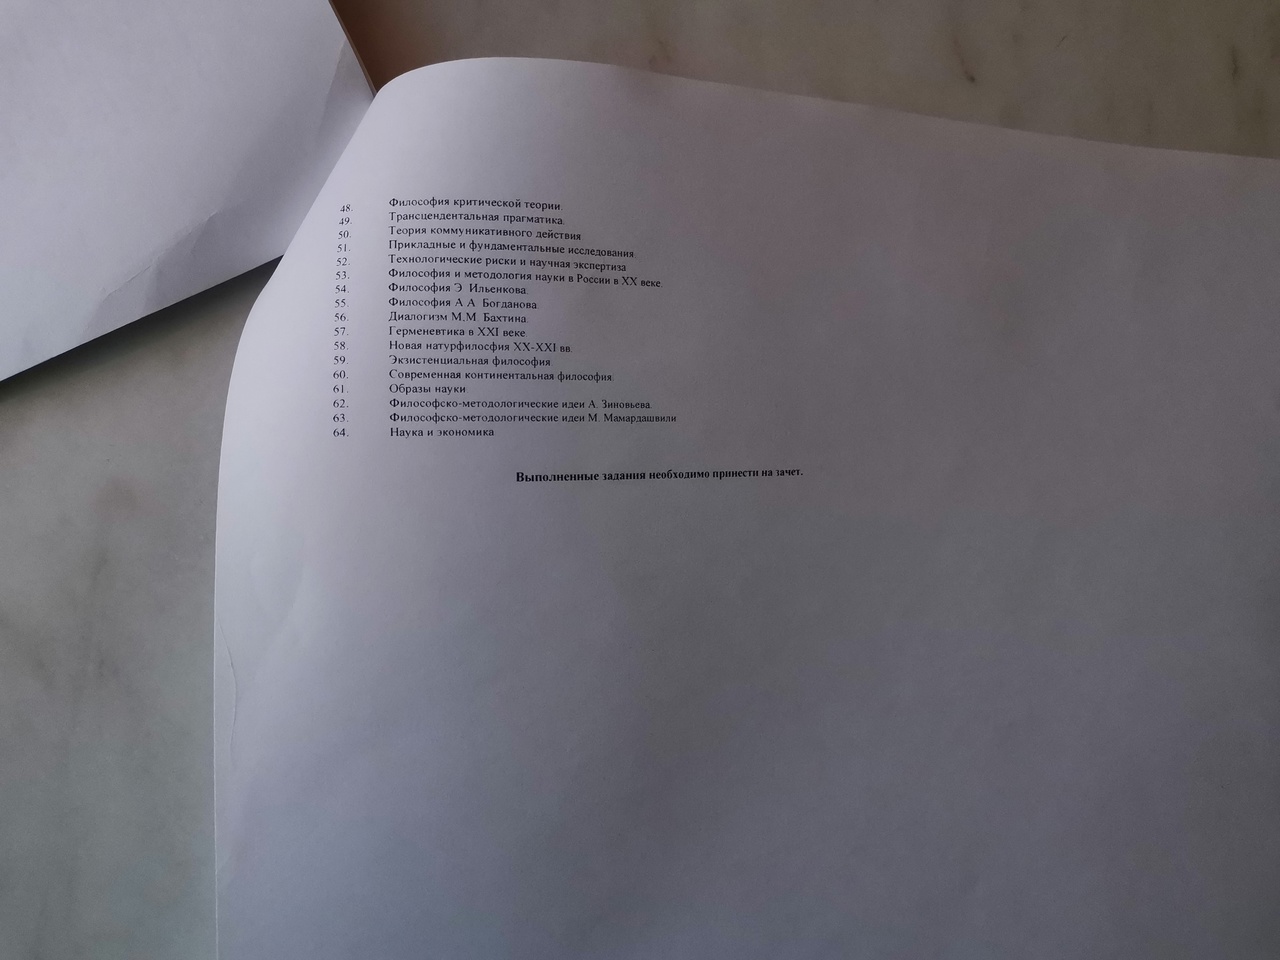 48. Философия критической теории.
49. Трансцендентальная прагматика.
50. Теория коммуникативного действия
51. Прикладные и фундаментальные исследования.
52. Технологические риски и научная экспертиза
53. Философия и методология науки в России в XX веке.
54. Философия Э. Ильенкова.
55. Философия А.А. Богданова.
56. Диалогизм М.М. Бахтина.
57. Герменевтика в XXI веке.
58. Новая натурфилосфия XX-XXI вв.
59. Экзистенциальная философия
60. Современная континентальная философия.
61. Образы науки.
62. Философско-методологические идеи А. Зиновьева.
63. Философско-методологические идеи М. Мамардашвили
64. Наука и экономика.
Выполненные задания необходимо принести на зачет.